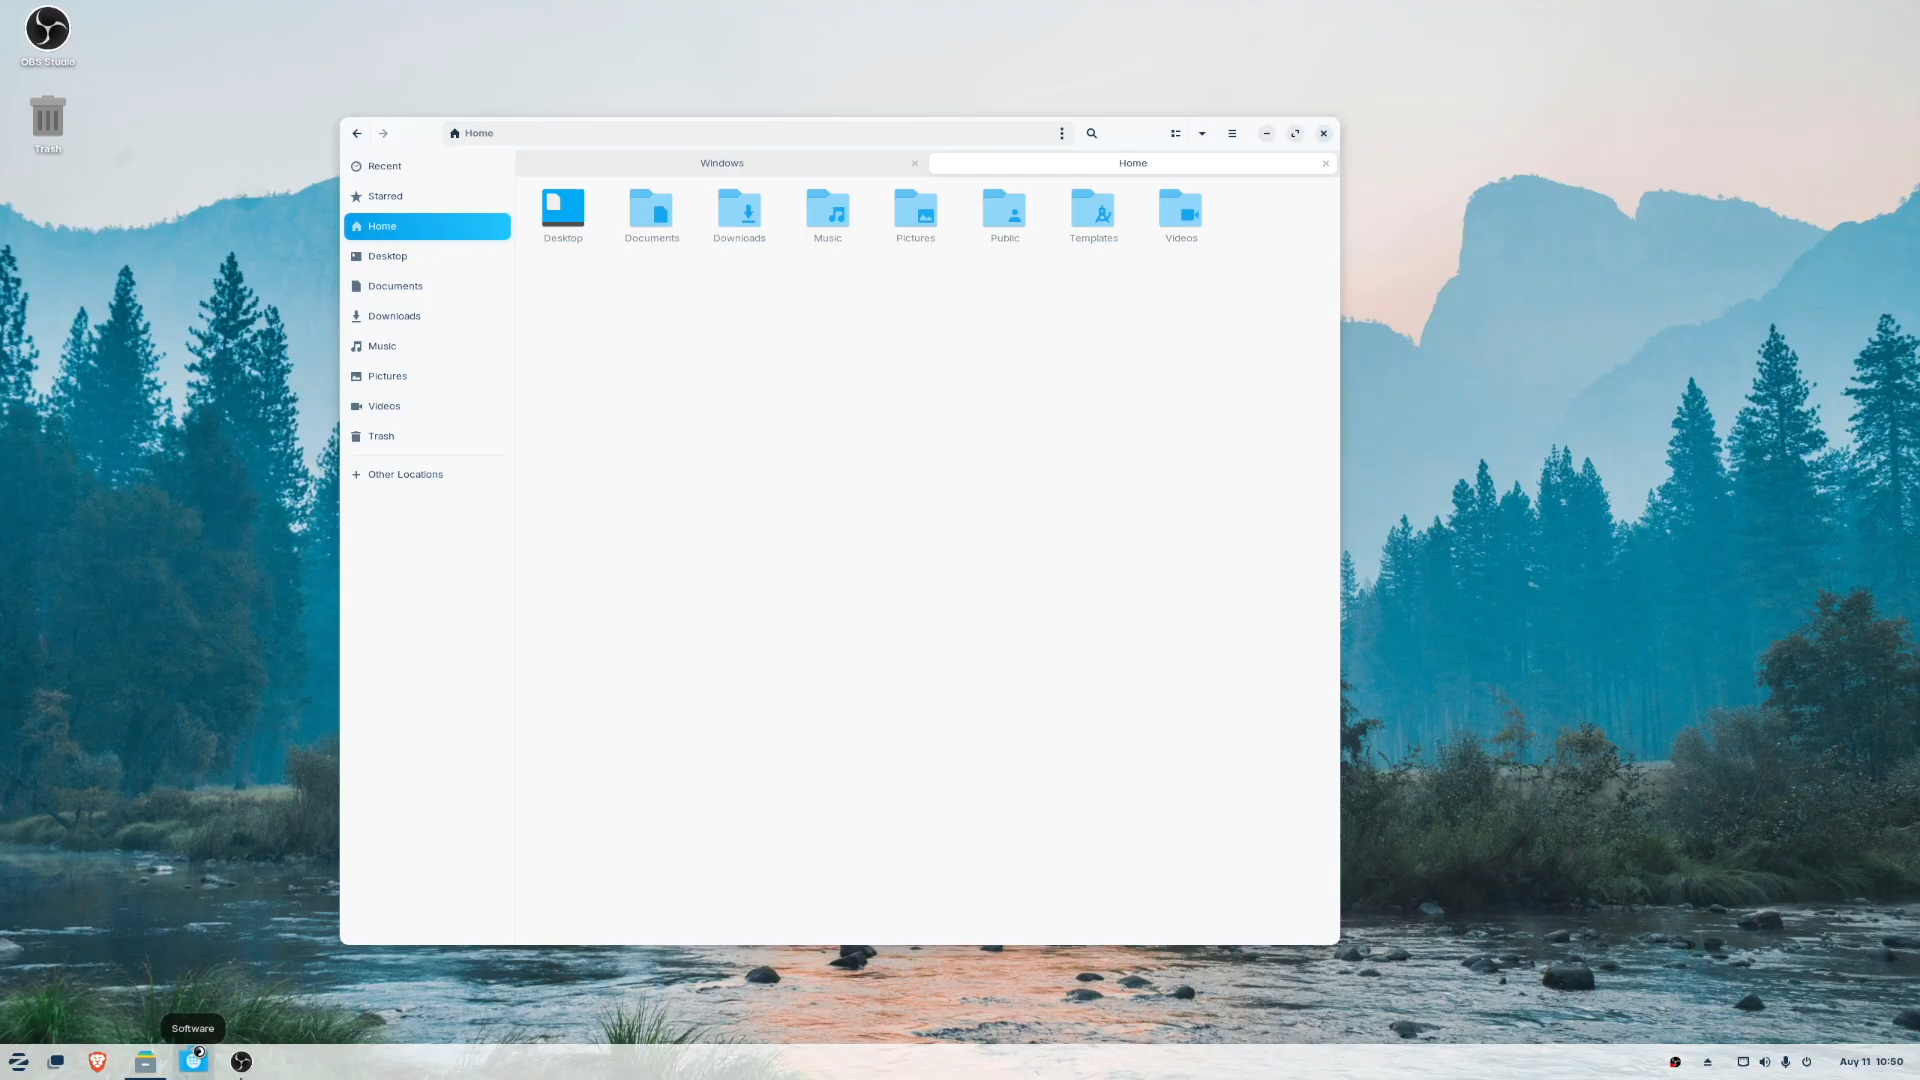 OBS Studio
Trash
Home
Recent
Starred
Home
Desktop
Documents
Downloads
Music
Pictures
Videos
Trash
Other Locations
Windows
Home
Desktop
Documents
Downloads
Music
Pictures
Public
Templates
Videos
Software
Auy 11 10:50